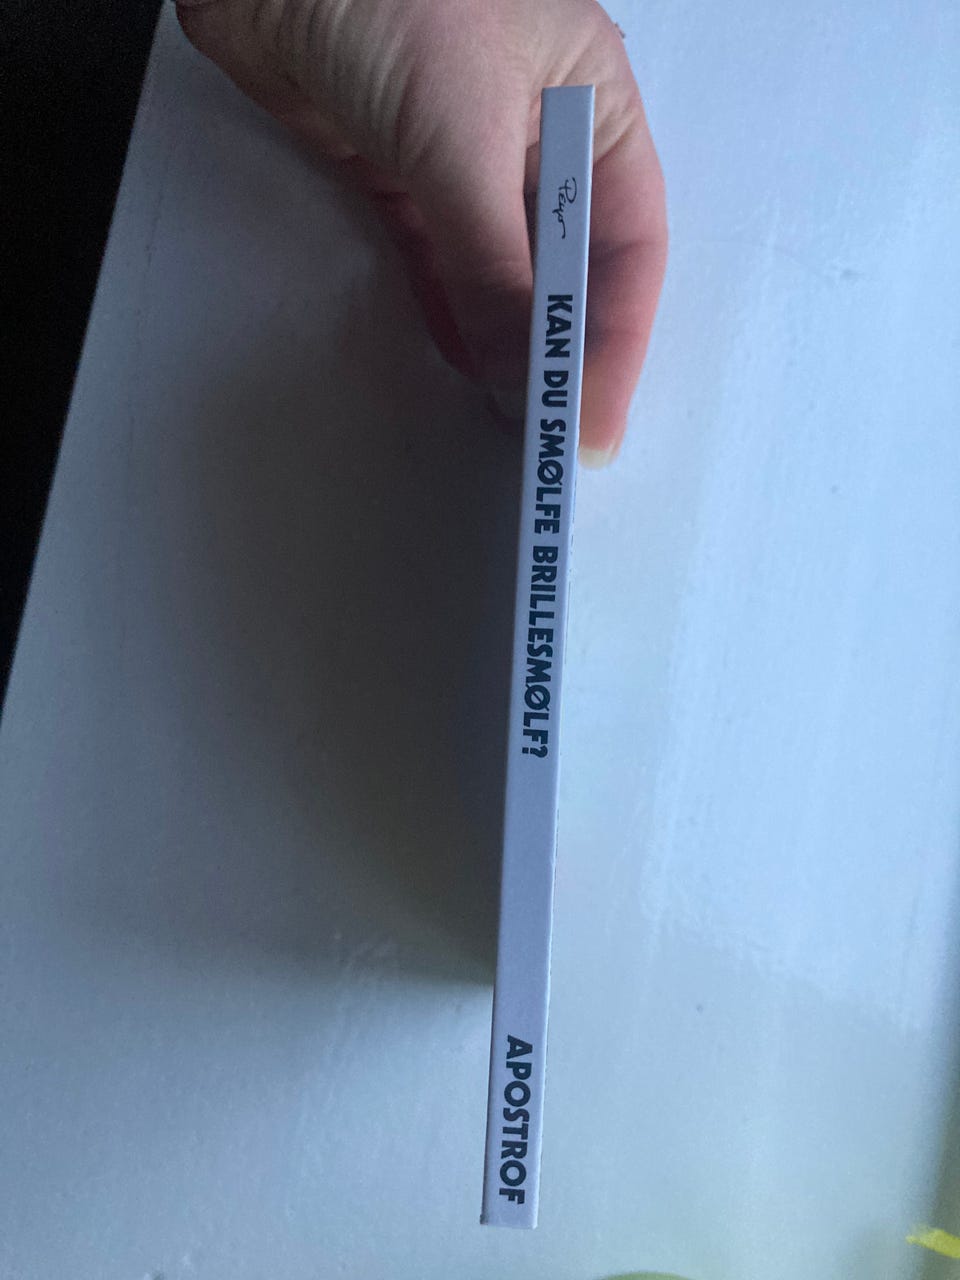 Peyo
KAN DU SMØLFE BRILLESMØLF?
APOSTROF